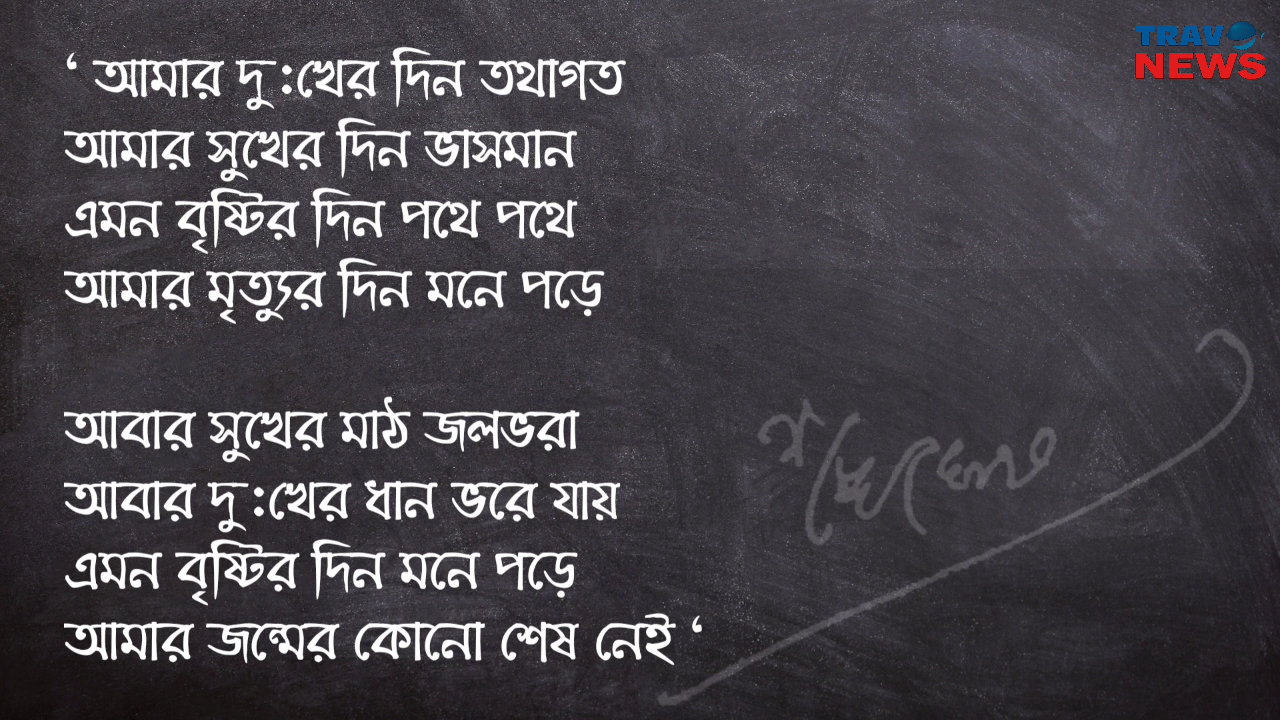 ‘ আমার দু:খের দিন তথাগত
আমার সুখের দিন ভাসমান
এমন বৃষ্টির দিন পথে পথে
আমার মৃত্যুর দিন মনে পড়ে
আবার সুখের মাঠ জলভরা
আবার দু:খের ধান ভরে যায়
এমন বৃষ্টির দিন মনে পড়ে
আমার জন্মের কোনো শেষ নেই ‘
TRAVO
NEWS